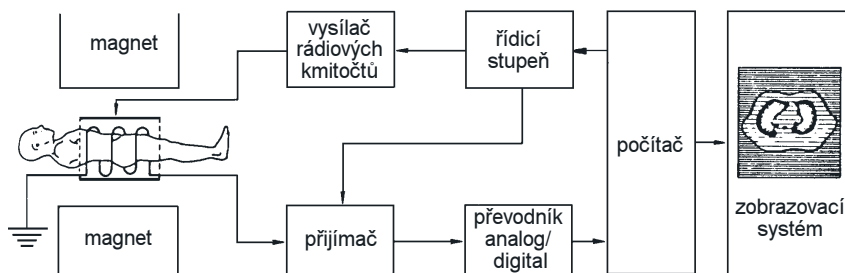 magnet
vysílač
rádiových
kmitočtů
řídicí
stupeň
počítač
zobrazovací
systém
magnet
přijímač
převodník
analog/
digital